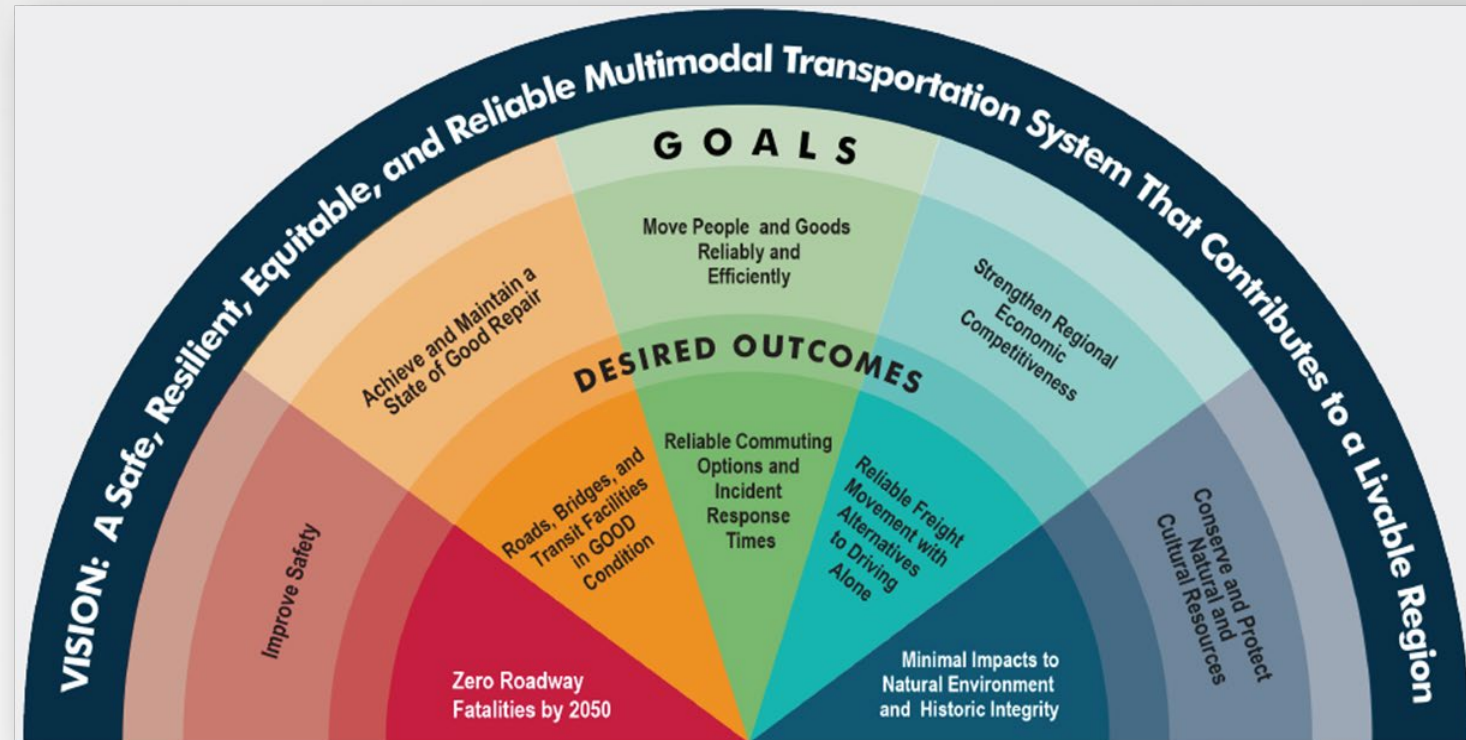 VISION: A Safe, Resilient, Equitable, and Reliable Multimodal Transportation System That Contributes to a Livable Region
GOALS
Improve Safety
Achieve and Maintain a
State of Good Repair
Move People and Goods
Reliably and
Efficiently
Strengthen Regional
Economic
Competitiveness
Conserve and Protect
Natural and
Cultural Resources
DESIRED OUTCOMES
Zero Roadway
Fatalities by 2050
Roads, Bridges, and
Transit Facilities
in GOOD
Condition
Reliable Commuting
Options and
Incident
Response
Times
Reliable Freight
Movement with
Alternatives
to Driving
Alone
Minimal Impacts to
Natural Environment
and Historic Integrity